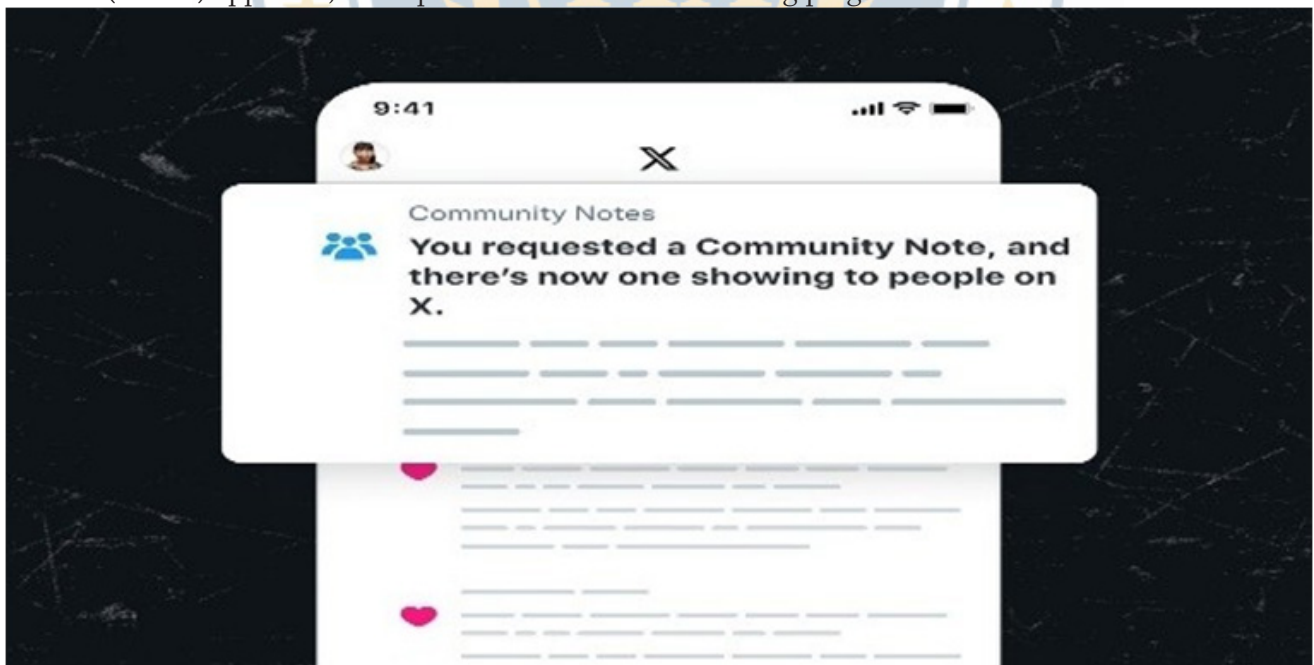 9:41
X
Community Notes
You requested a Community Note, and
there's now one showing to people on
X.